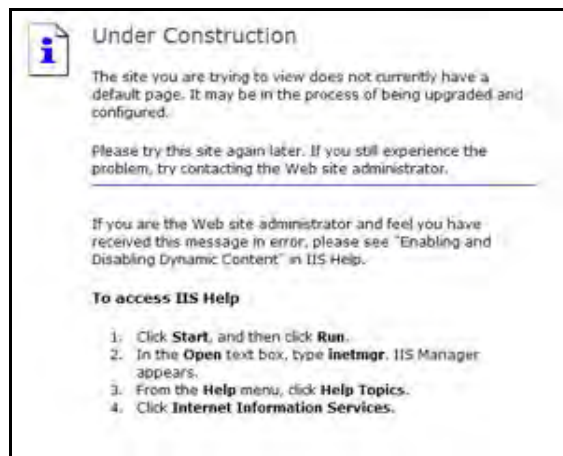 Under Construction
The site you are trying to view does not currently have a
default page. It may be in the process of being upgraded and
configured.
Please try this site again later. If you still experience the
problem, try contacting the Web site administrator.
If you are the Web site administrator and feel you have
received this message in error, please see "Enabling and
Disabling Dynamic Content" in IIS Help.
To access IIS Help
1. Click Start, and then click Run.
2. In the Open text box, type inetmgr. IIS Manager
appears.
3. From the Help menu, click Help Topics.
4. Click Internet Information Services.